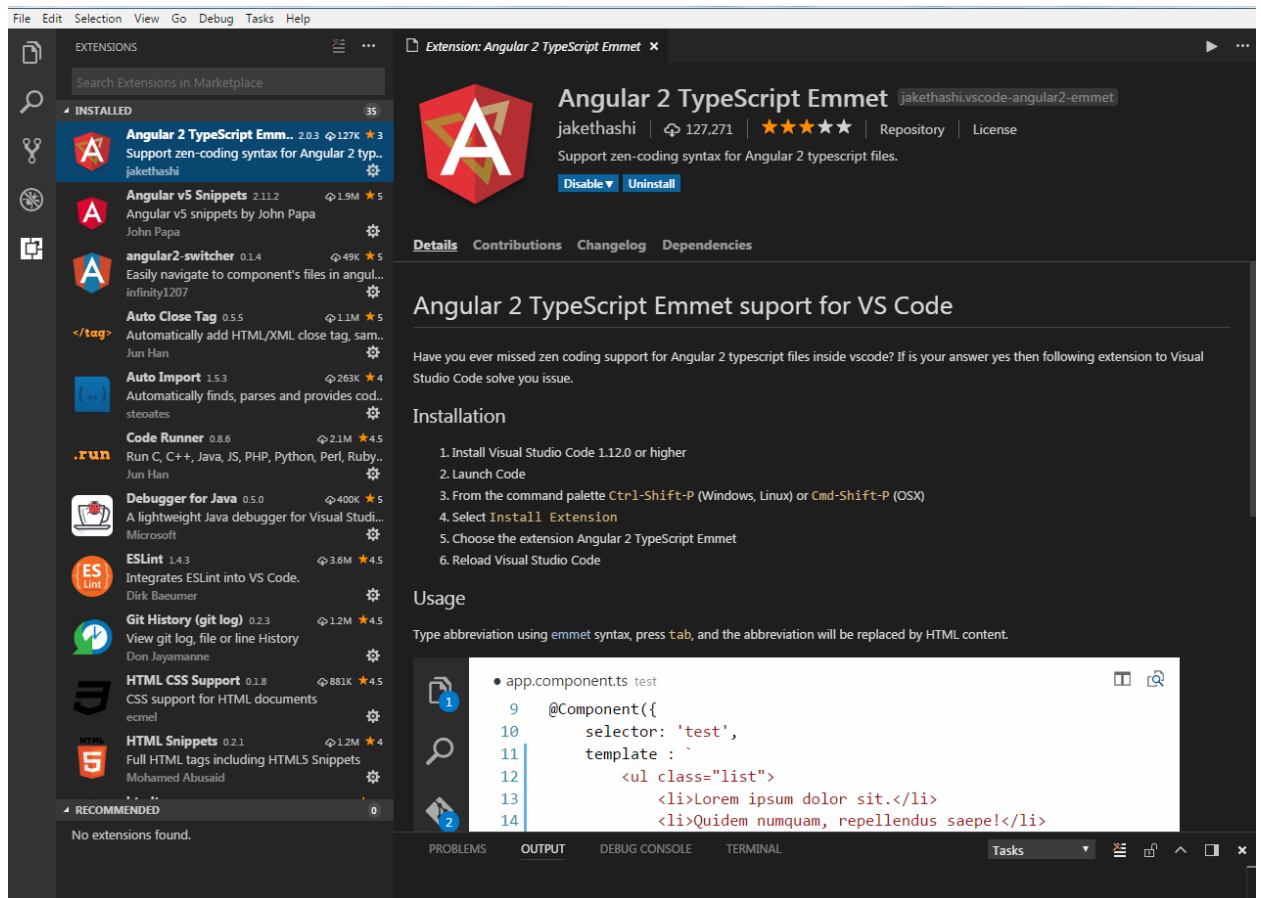 File Edit Selection View Go Debug Tasks Help
EXTENSIONS
Search Extensions in Marketplace
INSTALLED 35
Angular 2 TypeScript Emm.. 2.0.3 127K 3
Support zen-coding syntax for Angular 2 typ..
jakethashi
Angular v5 Snippets 2.11.2 1.9M 5
Angular v5 snippets by John Papa
John Papa
angular2-switcher 0.1.4 49K 5
Easily navigate to component's files in angul...
infinity1207
</tag>
Auto Close Tag 0.5.5 1.1M 5
Automatically add HTML/XML close tag, sam..
Jun Han
{..}
Auto Import 1.5.3 263K 4
Automatically finds, parses and provides cod..
steoates
.run
Code Runner 0.8.6 2.1M 4.5
Run C, C++, Java, JS, PHP, Python, Perl, Ruby..
Jun Han
Debugger for Java 0.5.0 400K 5
A lightweight Java debugger for Visual Studi...
Microsoft
ES
Lint
ESLint 1.4.3 3.6M 4.5
Integrates ESLint into VS Code.
Dirk Baeumer
Git History (git log) 0.2.3 1.2M 4.5
View git log, file or line History
Don Jayamanne
HTML CSS Support 0.1.8 881K 4.5
CSS support for HTML documents
ecmel
HTML
5
HTML Snippets 0.2.1 1.2M 4
Full HTML tags including HTML5 Snippets
Mohamed Abusaid
RECOMMENDED 0
No extensions found.
Extension: Angular 2 TypeScript Emmet
Angular 2 TypeScript Emmet jakethashi.vscode-angular2-emmet
jakethashi 127,271 Repository License
Support zen-coding syntax for Angular 2 typescript files.
Disable Uninstall
Details Contributions Changelog Dependencies
Angular 2 TypeScript Emmet suport for VS Code
Have you ever missed zen coding support for Angular 2 typescript files inside vscode? If is your answer yes then following extension to Visual
Studio Code solve you issue.
Installation
1. Install Visual Studio Code 1.12.0 or higher
2. Launch Code
3. From the command palette Ctrl-Shift-P (Windows, Linux) or Cmd-Shift-P (OSX)
4. Select Install Extension
5. Choose the extension Angular 2 TypeScript Emmet
6. Reload Visual Studio Code
Usage
Type abbreviation using emmet syntax, press tab, and the abbreviation will be replaced by HTML content.
1
2
● app.component.ts test
9 @Component({
10 selector: 'test',
11 template : `
12 <ul class="list">
13 <li>Lorem ipsum dolor sit.</li>
14 <li>Quidem numquam, repellendus saepe!</li>
PROBLEMS OUTPUT DEBUG CONSOLE TERMINAL Tasks